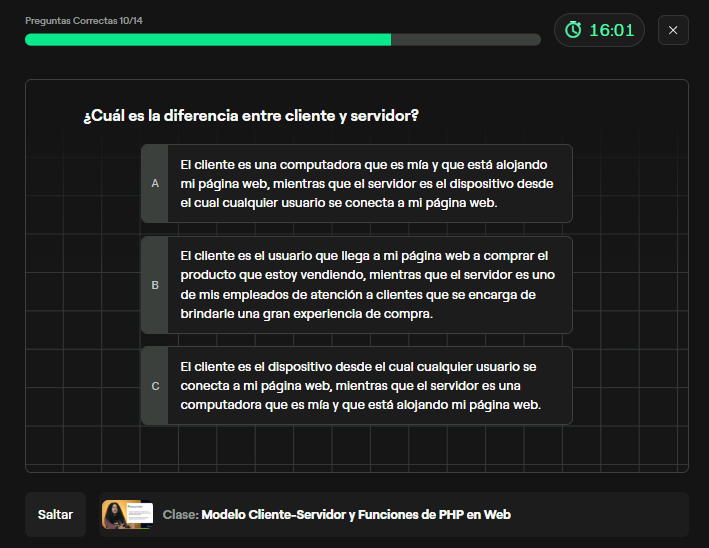 Preguntas Correctas 10/14
16:01
¿Cuál es la diferencia entre cliente y servidor?
A
El cliente es una computadora que es mía y que está alojando
mi página web, mientras que el servidor es el dispositivo desde
el cual cualquier usuario se conecta a mi página web.
B
El cliente es el usuario que llega a mi página web a comprar el
producto que estoy vendiendo, mientras que el servidor es uno
de mis empleados de atención a clientes que se encarga de
brindarle una gran experiencia de compra.
C
El cliente es el dispositivo desde el cual cualquier usuario se
conecta a mi página web, mientras que el servidor es una
computadora que es mía y que está alojando mi página web.
Saltar
Clase: Modelo Cliente-Servidor y Funciones de PHP en Web